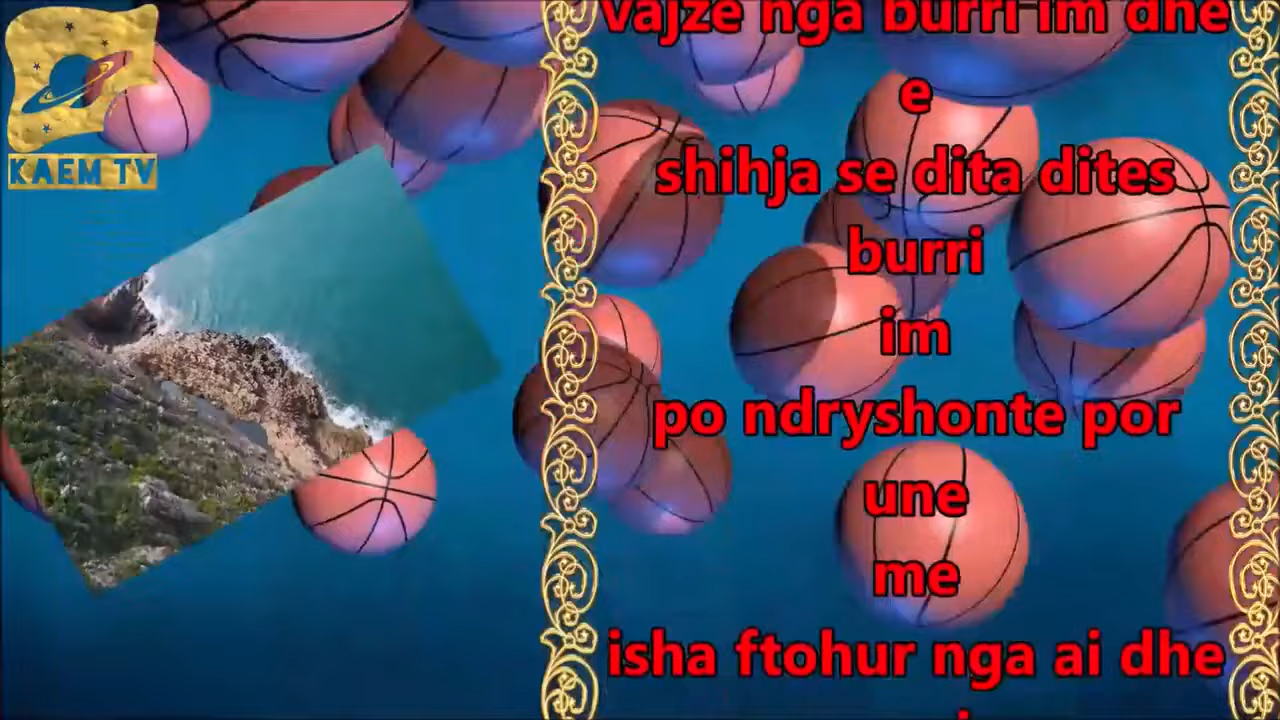 KAEM TV
vajze nga burri im dhe
e
shihja se dita dites
burri
im
po ndryshonte por
une
me
isha ftohur nga ai dhe